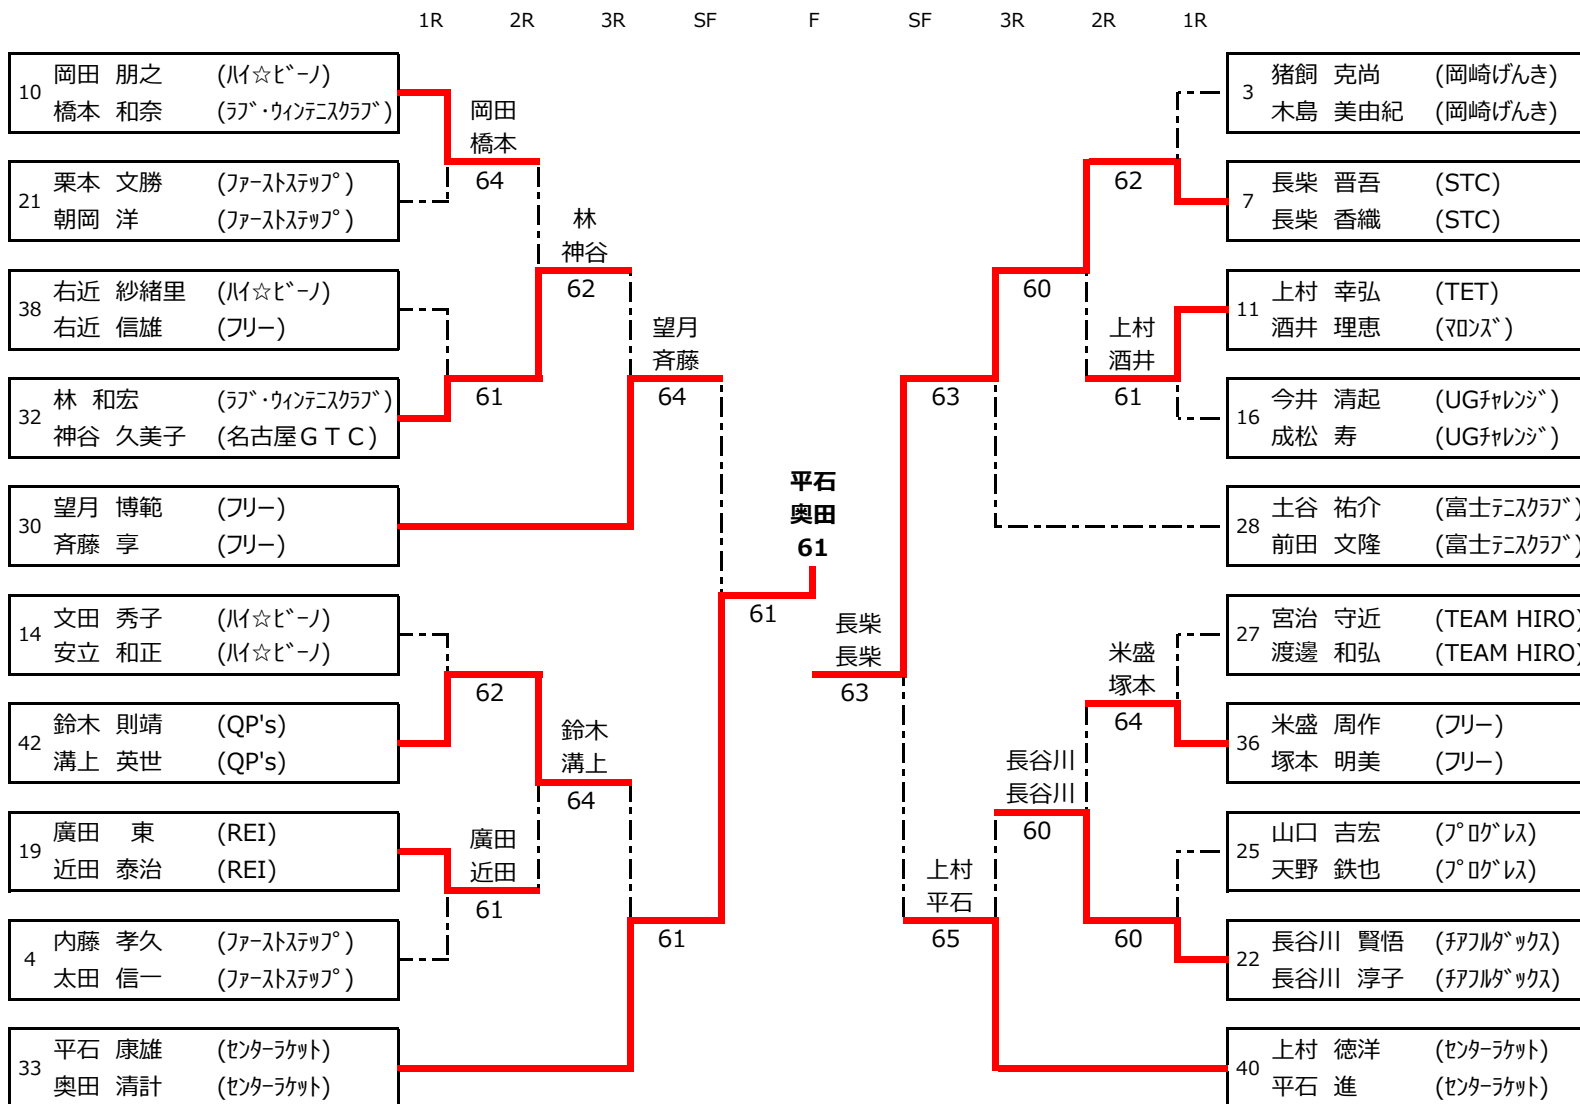 1R 2R 3R SF F SF 3R 2R 1R
10 岡田 朋之 (ﾊｲ☆ﾋﾞｰﾉ)
橋本 和奈 (ﾗﾌﾞ･ｳｨﾝﾃﾆｽｸﾗﾌﾞ)
21 栗本 文勝 (ﾌｧｰｽﾄｽﾃｯﾌﾟ)
朝岡 洋 (ﾌｧｰｽﾄｽﾃｯﾌﾟ)
38 右近 紗緒里 (ﾊｲ☆ﾋﾞｰﾉ)
右近 信雄 (フリー)
32 林 和宏 (ﾗﾌﾞ･ｳｨﾝﾃﾆｽｸﾗﾌﾞ)
神谷 久美子 (名古屋ＧＴＣ)
30 望月 博範 (フリー)
斉藤 享 (フリー)
14 文田 秀子 (ﾊｲ☆ﾋﾞｰﾉ)
安立 和正 (ﾊｲ☆ﾋﾞｰﾉ)
42 鈴木 則靖 (QP's)
溝上 英世 (QP's)
19 廣田 東 (REI)
近田 泰治 (REI)
4 内藤 孝久 (ﾌｧｰｽﾄｽﾃｯﾌﾟ)
太田 信一 (ﾌｧｰｽﾄｽﾃｯﾌﾟ)
33 平石 康雄 (ｾﾝﾀｰﾗｹｯﾄ)
奥田 清計 (ｾﾝﾀｰﾗｹｯﾄ)
岡田
橋本
64
61
62
廣田
近田
61
林
神谷
62
鈴木
溝上
64
望月
斉藤
64
61
61
平石
奥田
61
長柴
長柴
63
63
上村
平石
65
60
長谷川
長谷川
60
62
上村
酒井
61
米盛
塚本
64
60
3 猪飼 克尚 (岡崎げんき)
木島 美由紀 (岡崎げんき)
7 長柴 晋吾 (STC)
長柴 香織 (STC)
11 上村 幸弘 (TET)
酒井 理恵 (ﾏﾛﾝｽﾞ)
16 今井 清起 (UGﾁｬﾚﾝｼﾞ)
成松 寿 (UGﾁｬﾚﾝｼﾞ)
28 土谷 祐介 (富士ﾃﾆｽｸﾗﾌﾞ)
前田 文隆 (富士ﾃﾆｽｸﾗﾌﾞ)
27 宮治 守近 (TEAM HIRO)
渡邊 和弘 (TEAM HIRO)
36 米盛 周作 (フリー)
塚本 明美 (フリー)
25 山口 吉宏 (ﾌﾟﾛｸﾞﾚｽ)
天野 鉄也 (ﾌﾟﾛｸﾞﾚｽ)
22 長谷川 賢悟 (ﾁｱﾌﾙﾀﾞｯｸｽ)
長谷川 淳子 (ﾁｱﾌﾙﾀﾞｯｸｽ)
40 上村 徳洋 (ｾﾝﾀｰﾗｹｯﾄ)
平石 進 (ｾﾝﾀｰﾗｹｯﾄ)